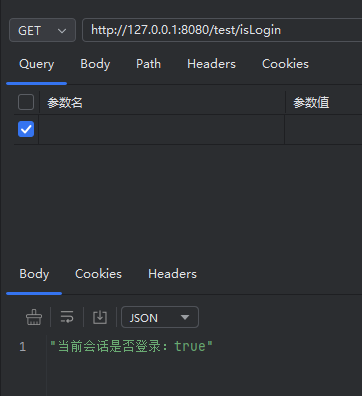 GET http://127.0.0.1:8080/test/isLogin
Query Body Path Headers Cookies
参数名 参数值
Body Cookies Headers
JSON
1 "当前会话是否登录：true"